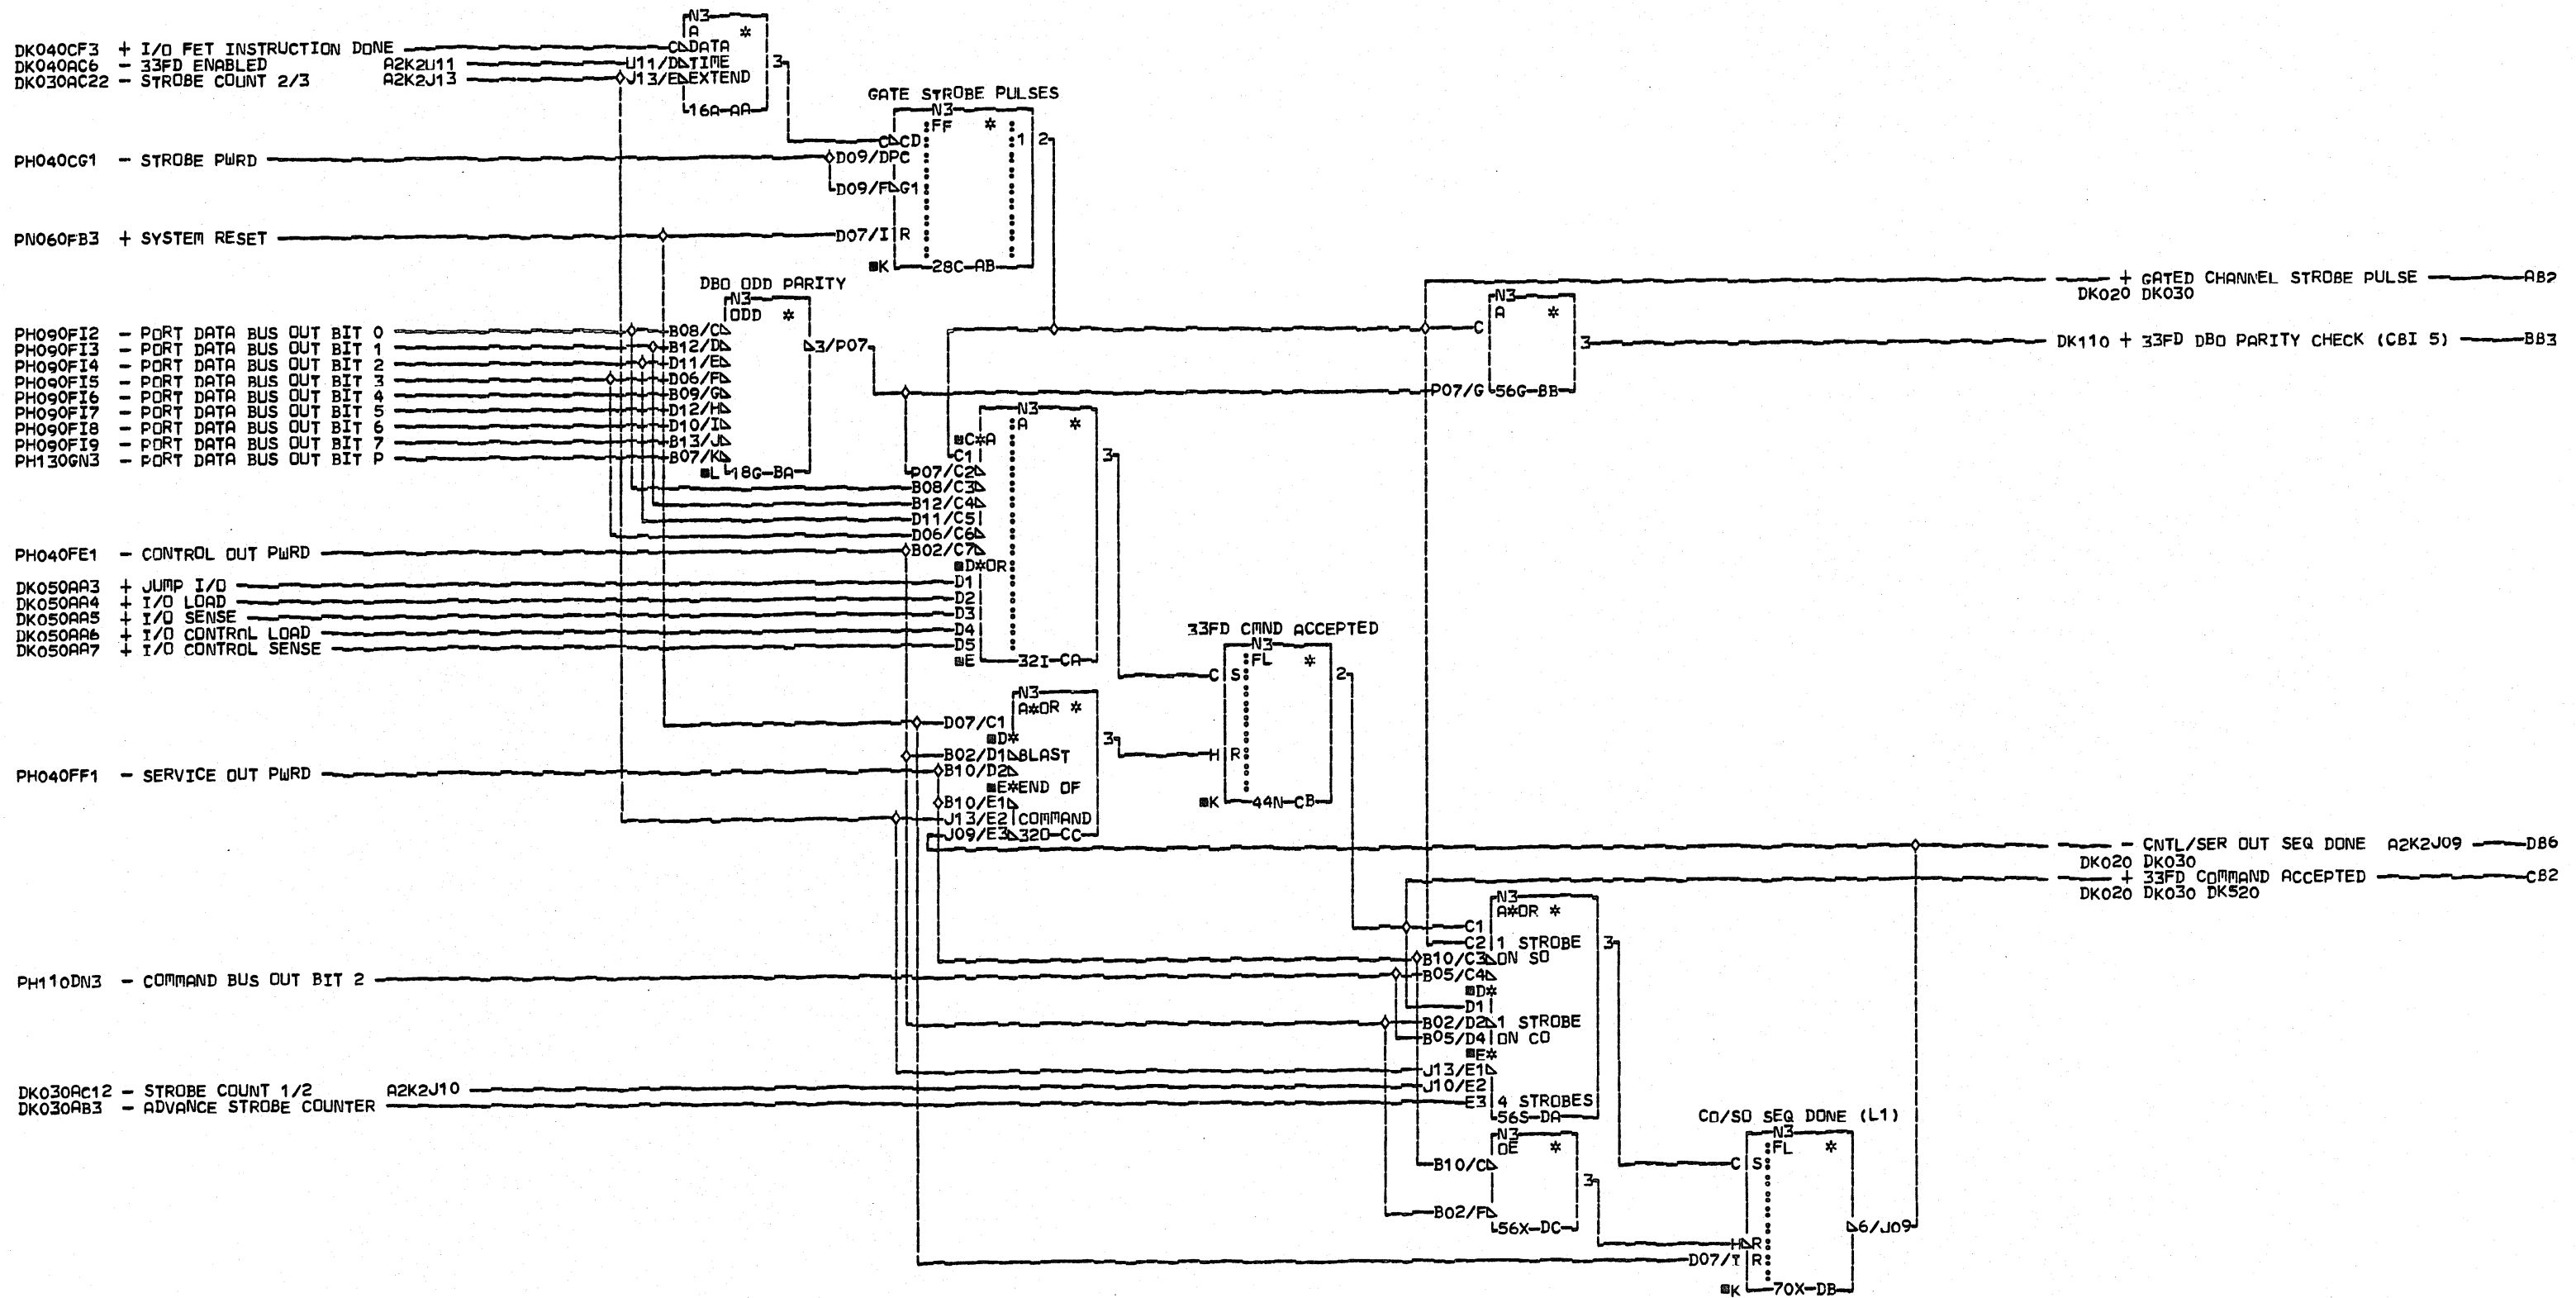 N3
A *
DK040CF3 + I/O FET INSTRUCTION DONE C DATA
DK040AC6 - 33FD ENABLED A2K2U11 U11/D TIME 3
DK030AC22 - STROBE COUNT 2/3 A2K2J13 J13/E EXTEND
16A-AA
GATE STROBE PULSES
N3
FF *
C CD 1 2
PH040CG1 - STROBE PWRD D09/D PC
D09/F G1
PN060FB3 + SYSTEM RESET D07/I R
K 28C-AB
DBO ODD PARITY
+ GATED CHANNEL STROBE PULSE AB2
DK020 DK030
N3
ODD *
N3
A *
PH090FI2 - PORT DATA BUS OUT BIT 0 B08/C C
PH090FI3 - PORT DATA BUS OUT BIT 1 B12/D 3/P07 3 DK110 + 33FD DBO PARITY CHECK (CBI 5) BB3
PH090FI4 - PORT DATA BUS OUT BIT 2 D11/E
PH090FI5 - PORT DATA BUS OUT BIT 3 D06/F
PH090FI6 - PORT DATA BUS OUT BIT 4 B09/G P07/G 56G-BB
PH090FI7 - PORT DATA BUS OUT BIT 5 D12/H
PH090FI8 - PORT DATA BUS OUT BIT 6 D10/I
PH090FI9 - PORT DATA BUS OUT BIT 7 B13/J
PH130GN3 - PORT DATA BUS OUT BIT P B07/K
L 18G-BA
N3
A *
C*A
C1 3
P07/C2
B08/C3
B12/C4
D11/C5
D06/C6
PH040FE1 - CONTROL OUT PWRD B02/C7
D*OR
DK050AA3 + JUMP I/O D1
DK050AA4 + I/O LOAD D2
DK050AA5 + I/O SENSE D3
DK050AA6 + I/O CONTROL LOAD D4
DK050AA7 + I/O CONTROL SENSE D5
E 32I-CA
33FD CMND ACCEPTED
N3
FL *
C S 2
H R
K 44N-CB
N3
A*OR *
D07/C1
D* 3
B02/D1 BLAST
PH040FF1 - SERVICE OUT PWRD B10/D2
E*END OF
B10/E1
J13/E2 COMMAND
J09/E3 32O-CC
- CNTL/SER OUT SEQ DONE A2K2J09 DB6
DK020 DK030
+ 33FD COMMAND ACCEPTED CB2
DK020 DK030 DK520
N3
A*OR *
C1
C2 1 STROBE 3
B10/C3 ON SO
PH110DN3 - COMMAND BUS OUT BIT 2 B05/C4
D*
D1
B02/D2 1 STROBE
B05/D4 ON CO
E*
J13/E1
DK030AC12 - STROBE COUNT 1/2 A2K2J10 J10/E2
DK030AB3 - ADVANCE STROBE COUNTER E3 4 STROBES
56S-DA
N3
OE *
B10/C
3
B02/F
56X-DC
CO/SO SEQ DONE (L1)
N3
FL *
C S
6/J09
H R
D07/I R
K 70X-DB